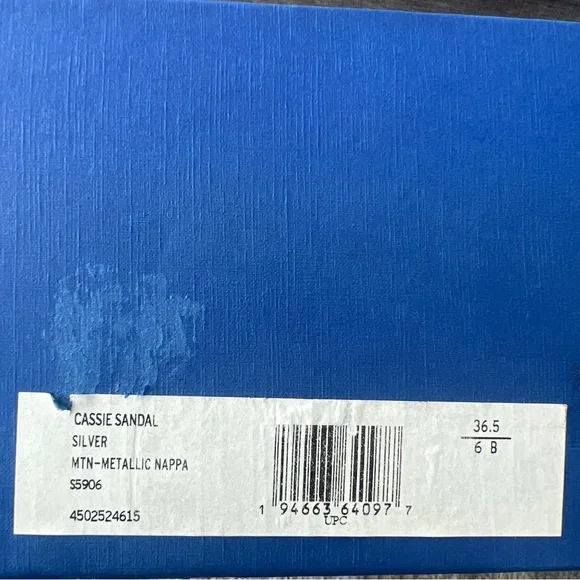 CASSIE SANDAL
SILVER
MTN-METALLIC NAPPA
S5906
4502524615
1 94663 64097 7
UPC
36.5
6 B